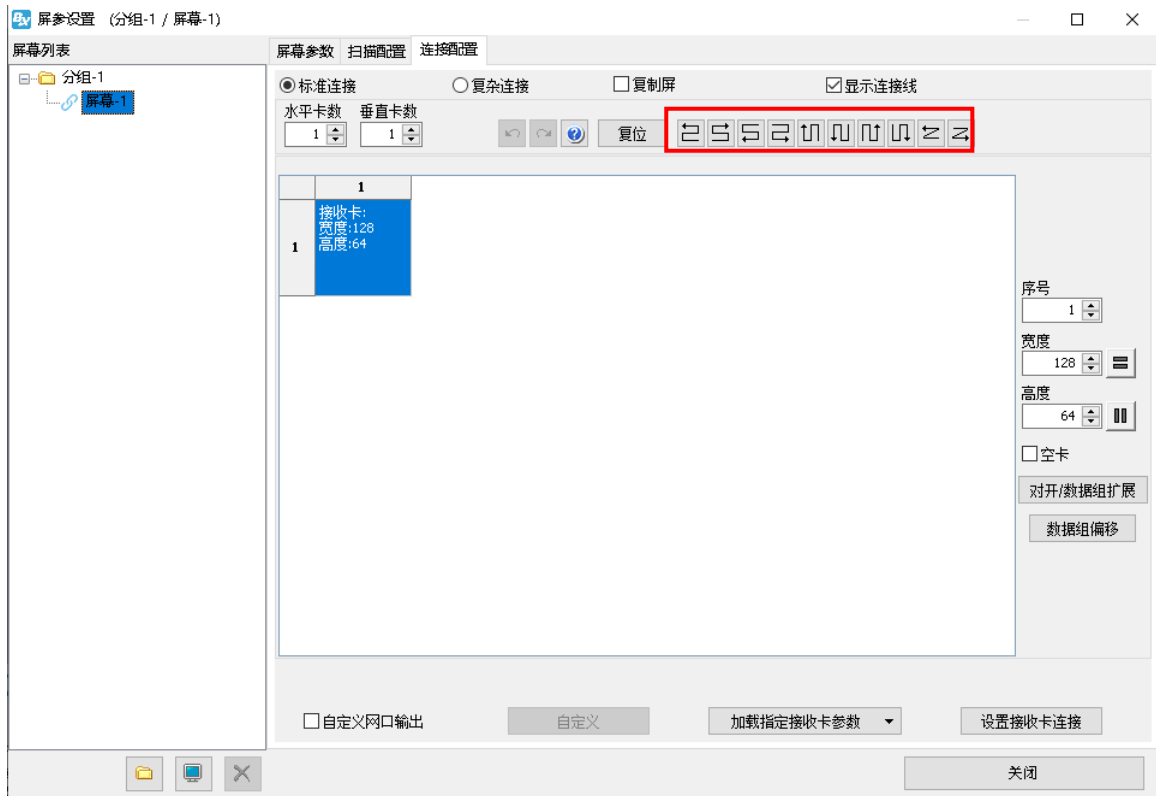 屏参设置 (分组-1 / 屏幕-1)
屏幕列表
分组-1
屏幕-1
屏幕参数 扫描配置 连接配置
标准连接 复杂连接 复制屏 显示连接线
水平卡数 垂直卡数
1 1 复位
1
1
接收卡:
宽度:128
高度:64
序号
1
宽度
128
高度
64
空卡
对开/数据组扩展
数据组偏移
自定义网口输出 自定义 加载指定接收卡参数 设置接收卡连接
关闭